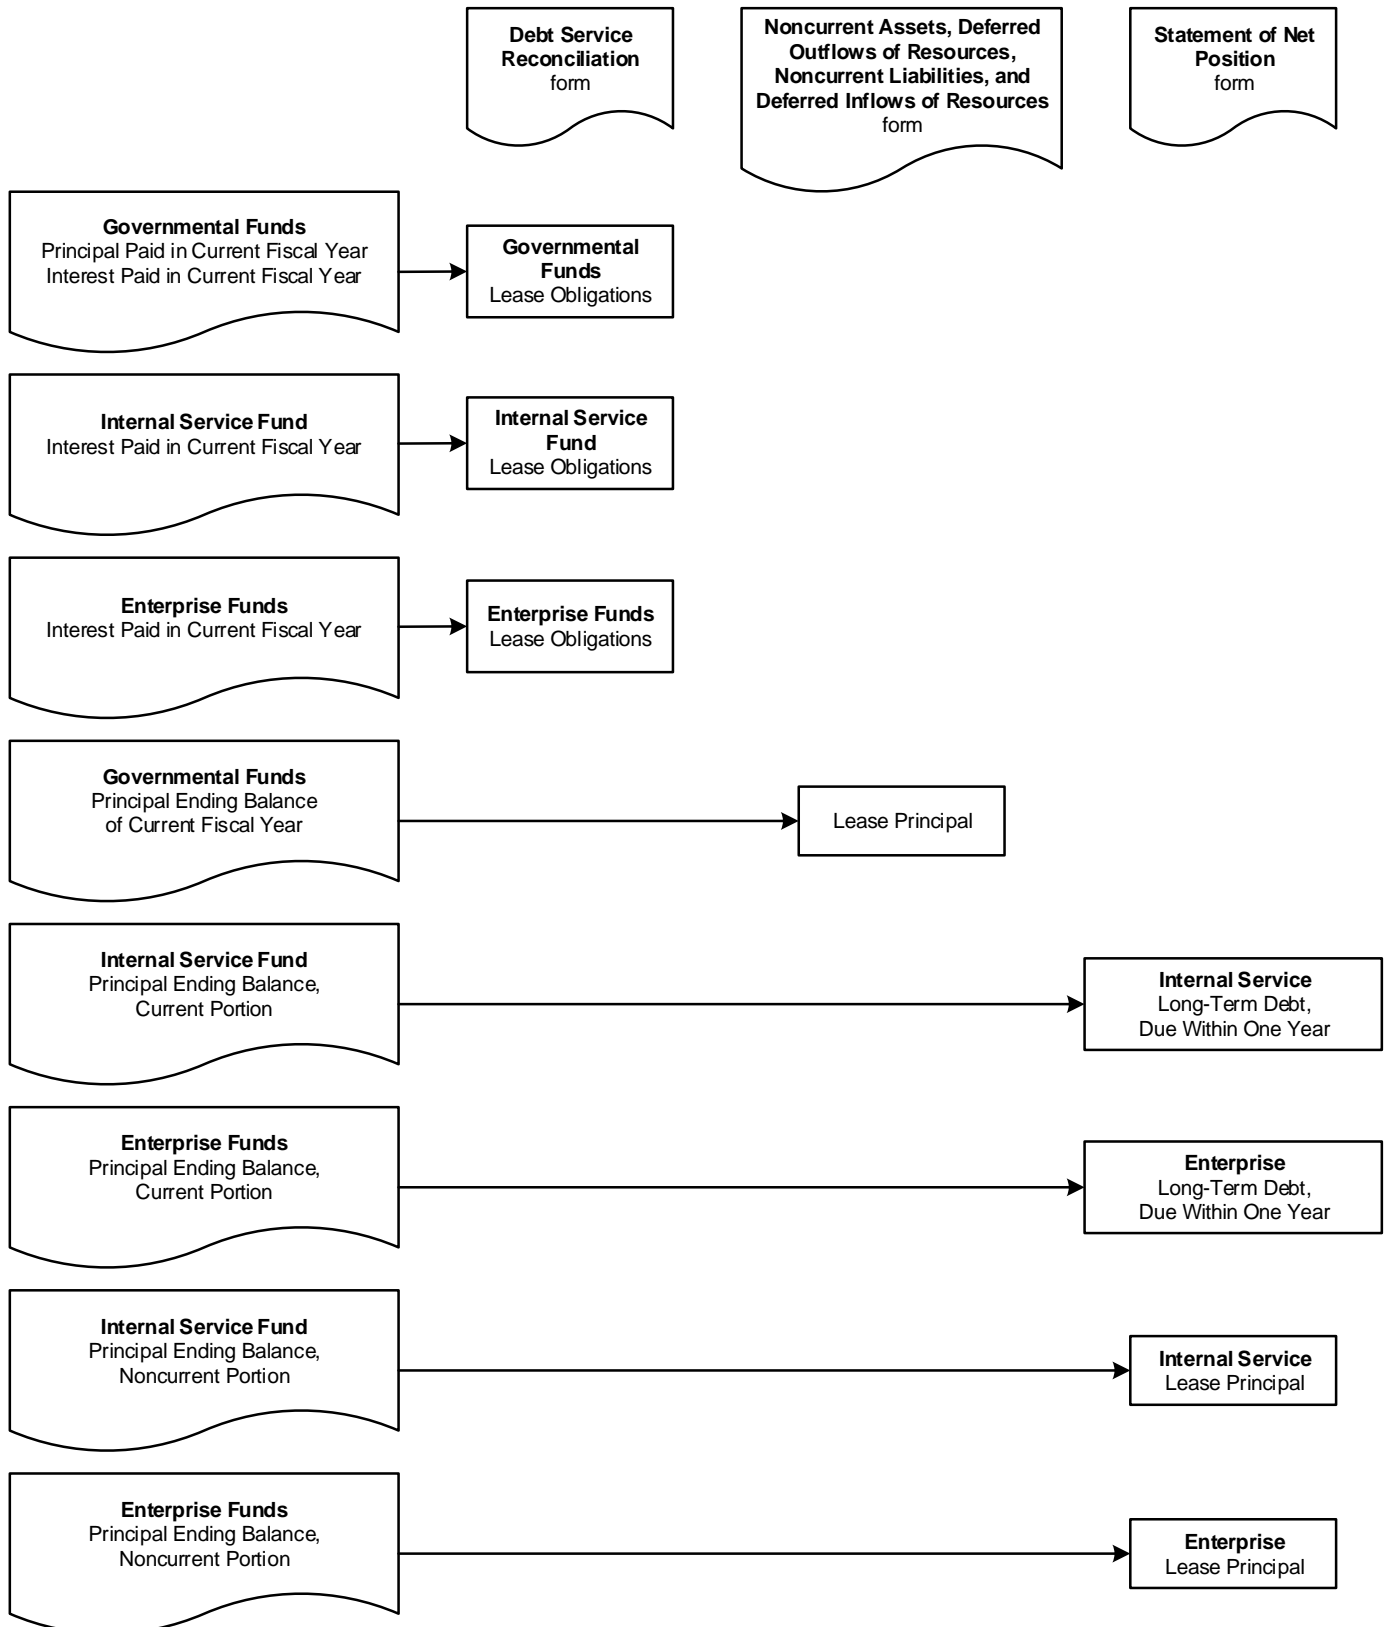 Debt Service
Reconciliation
form
Noncurrent Assets, Deferred
Outflows of Resources,
Noncurrent Liabilities, and
Deferred Inflows of Resources
form
Statement of Net
Position
form
Governmental Funds
Principal Paid in Current Fiscal Year
Interest Paid in Current Fiscal Year
Governmental
Funds
Lease Obligations
Internal Service Fund
Interest Paid in Current Fiscal Year
Internal Service
Fund
Lease Obligations
Enterprise Funds
Interest Paid in Current Fiscal Year
Enterprise Funds
Lease Obligations
Governmental Funds
Principal Ending Balance
of Current Fiscal Year
Lease Principal
Internal Service Fund
Principal Ending Balance,
Current Portion
Internal Service
Long-Term Debt,
Due Within One Year
Enterprise Funds
Principal Ending Balance,
Current Portion
Enterprise
Long-Term Debt,
Due Within One Year
Internal Service Fund
Principal Ending Balance,
Noncurrent Portion
Internal Service
Lease Principal
Enterprise Funds
Principal Ending Balance,
Noncurrent Portion
Enterprise
Lease Principal